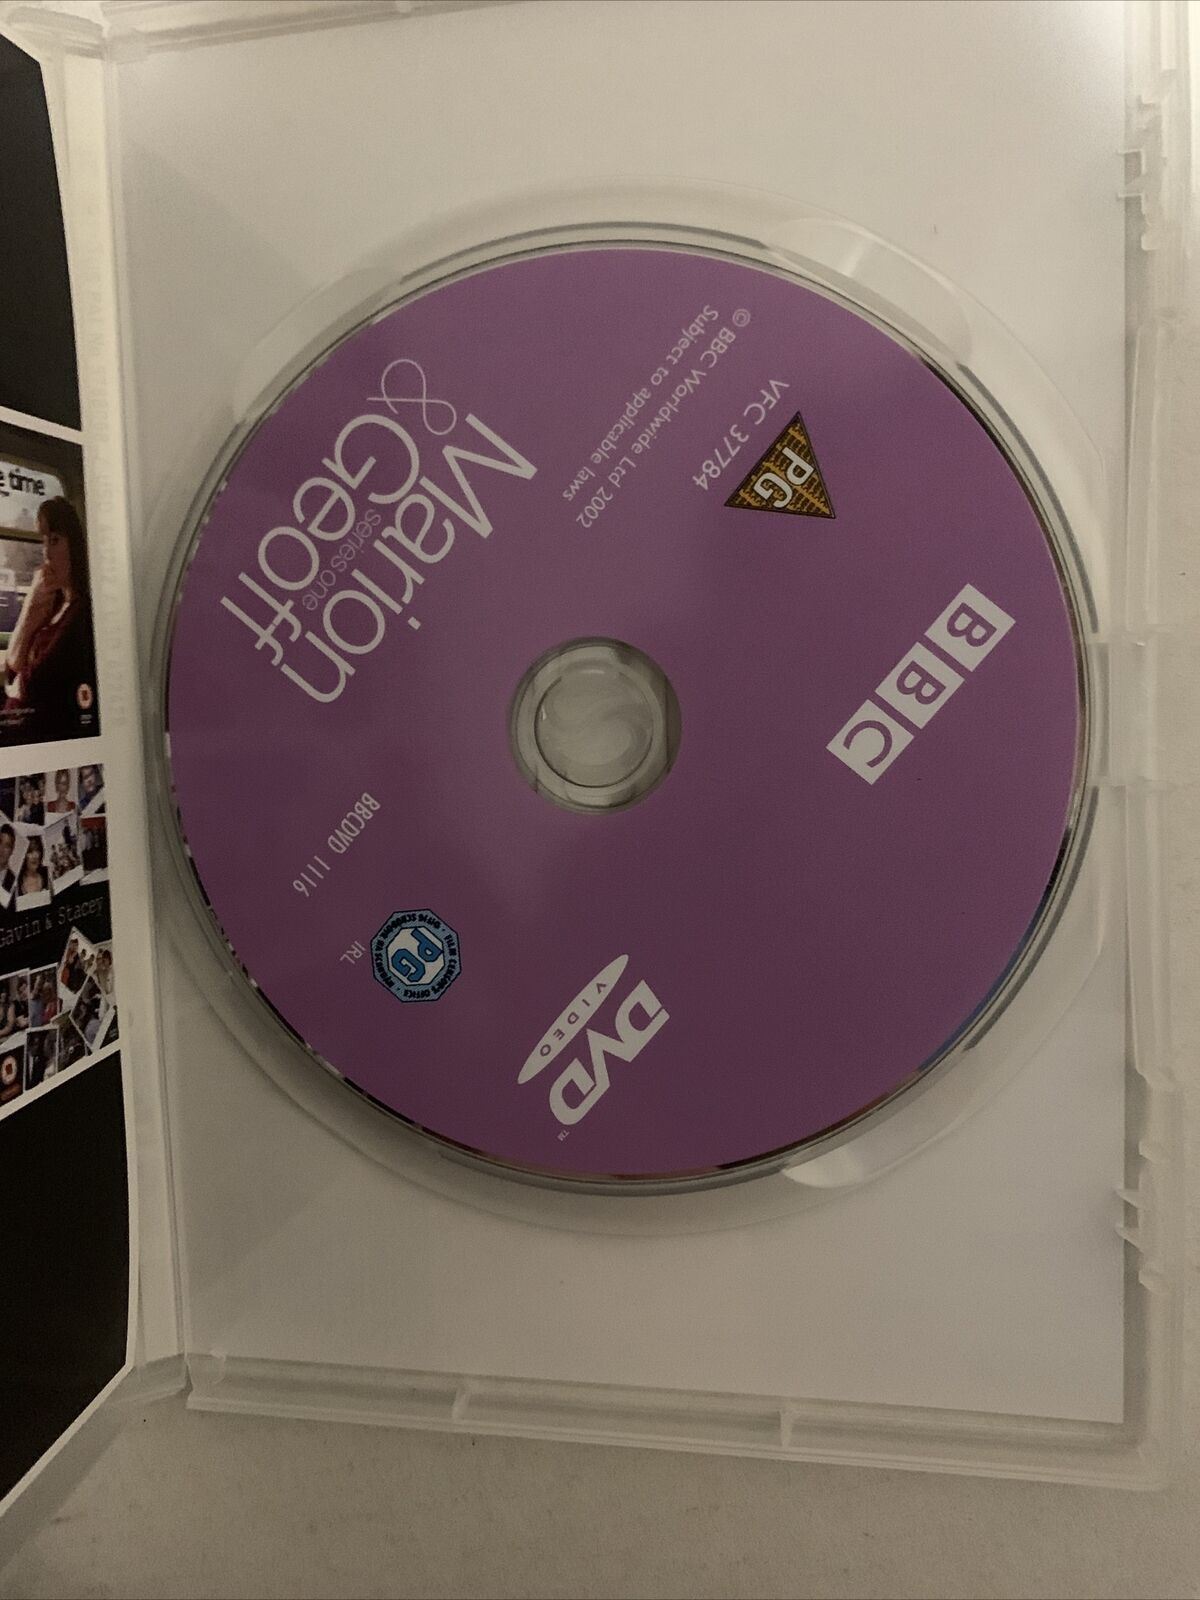 Marion
& Geoff
series one
BBC
© BBC Worldwide Ltd 2002
Subject to applicable laws
VFC 37784
PG
BBCDVD 1116
IRL
PG
DVD
VIDEO
TM
time
Gavin & Stacey